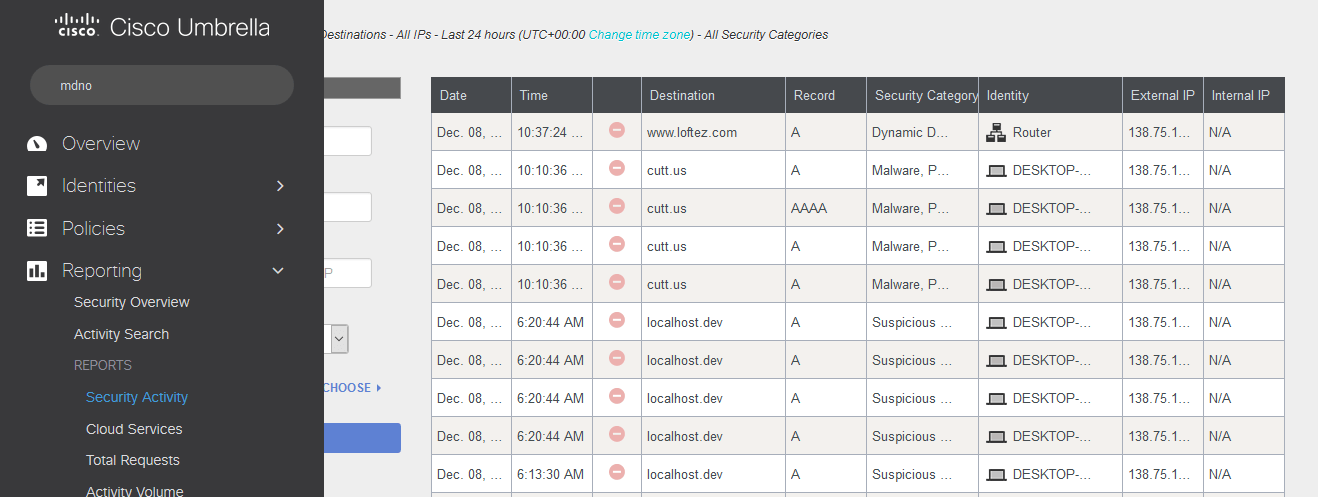 cisco Cisco Umbrella
Destinations - All IPs - Last 24 hours (UTC+00:00 Change time zone) - All Security Categories
mdno
Overview
Identities
Policies
Reporting
Security Overview
Activity Search
REPORTS
Security Activity
Cloud Services
Total Requests
Activity Volume
P
CHOOSE
Date Time Destination Record Security Category Identity External IP Internal IP
Dec. 08, ... 10:37:24 ... www.loftez.com A Dynamic D... Router 138.75.1... N/A
Dec. 08, ... 10:10:36 ... cutt.us A Malware, P... DESKTOP-... 138.75.1... N/A
Dec. 08, ... 10:10:36 ... cutt.us AAAA Malware, P... DESKTOP-... 138.75.1... N/A
Dec. 08, ... 10:10:36 ... cutt.us A Malware, P... DESKTOP-... 138.75.1... N/A
Dec. 08, ... 10:10:36 ... cutt.us A Malware, P... DESKTOP-... 138.75.1... N/A
Dec. 08, ... 6:20:44 AM localhost.dev A Suspicious ... DESKTOP-... 138.75.1... N/A
Dec. 08, ... 6:20:44 AM localhost.dev A Suspicious ... DESKTOP-... 138.75.1... N/A
Dec. 08, ... 6:20:44 AM localhost.dev A Suspicious ... DESKTOP-... 138.75.1... N/A
Dec. 08, ... 6:20:44 AM localhost.dev A Suspicious ... DESKTOP-... 138.75.1... N/A
Dec. 08, ... 6:13:30 AM localhost.dev A Suspicious ... DESKTOP-... 138.75.1... N/A